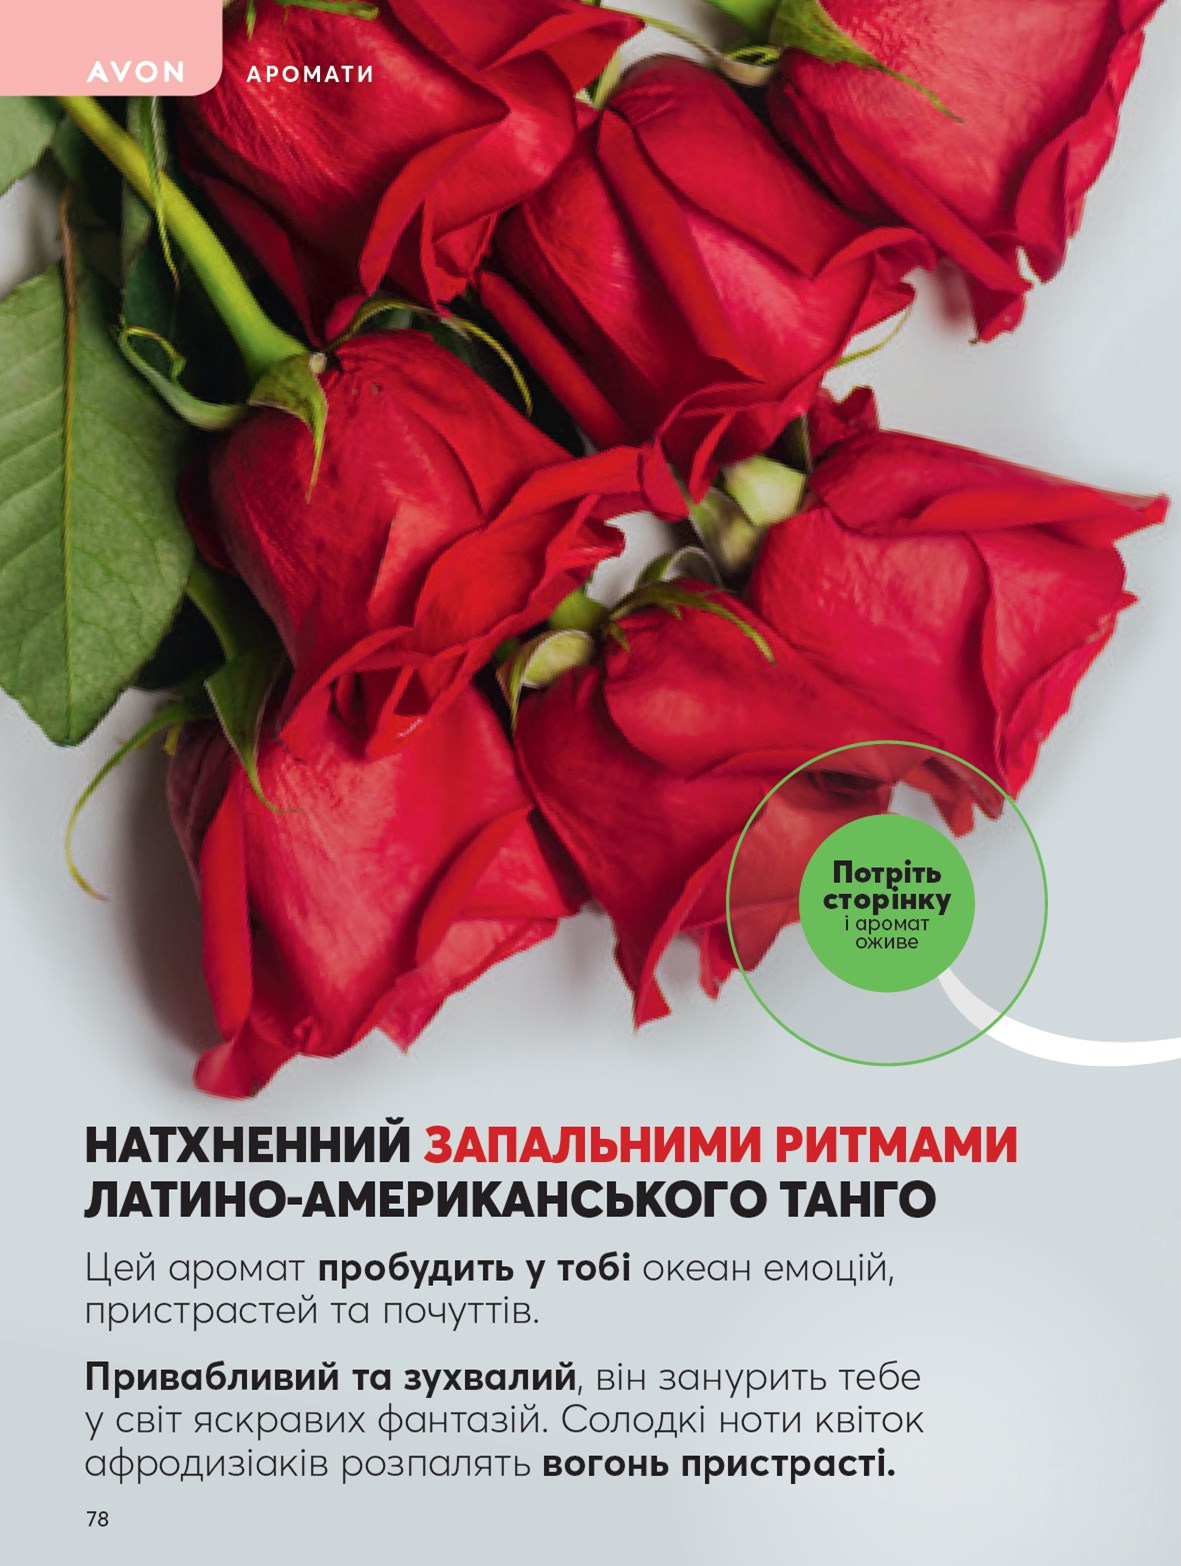 AVON
АРОМАТИ
Потріть
сторінку
і аромат
оживе
НАТХНЕННИЙ ЗАПАЛЬНИМИ РИТМАМИ
ЛАТИНО-АМЕРИКАНСЬКОГО ТАНГО
Цей аромат пробудить у тобі океан емоцій,
пристрастей та почуттів.
Привабливий та зухвалий, він занурить тебе
у світ яскравих фантазій. Солодкі ноти квіток
афродизіаків розпалять вогонь пристрасті.
78